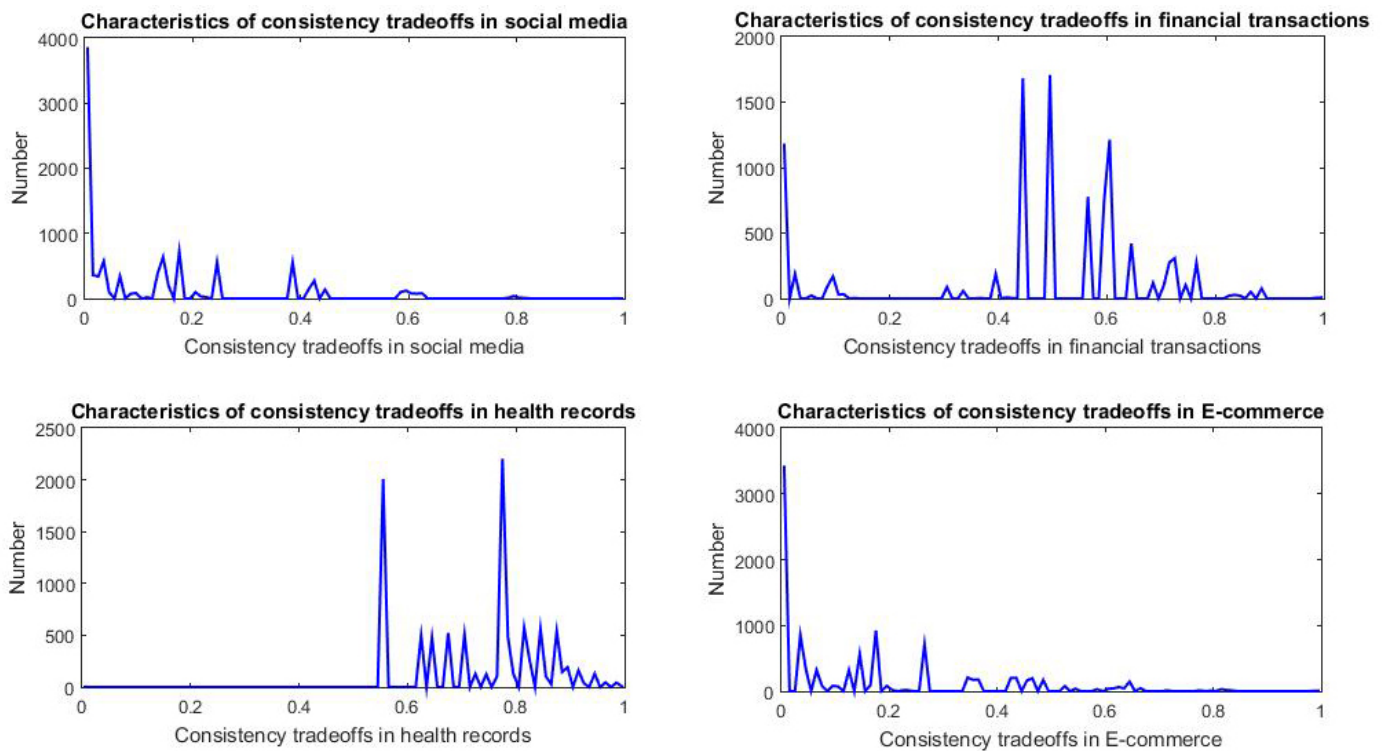 Characteristics of consistency tradeoffs in social media
4000
3000
2000
1000
0
Number
0 0.2 0.4 0.6 0.8 1
Consistency tradeoffs in social media
Characteristics of consistency tradeoffs in financial transactions
2000
1500
1000
500
0
Number
0 0.2 0.4 0.6 0.8 1
Consistency tradeoffs in financial transactions
Characteristics of consistency tradeoffs in health records
2500
2000
1500
1000
500
0
Number
0 0.2 0.4 0.6 0.8 1
Consistency tradeoffs in health records
Characteristics of consistency tradeoffs in E-commerce
4000
3000
2000
1000
0
Number
0 0.2 0.4 0.6 0.8 1
Consistency tradeoffs in E-commerce